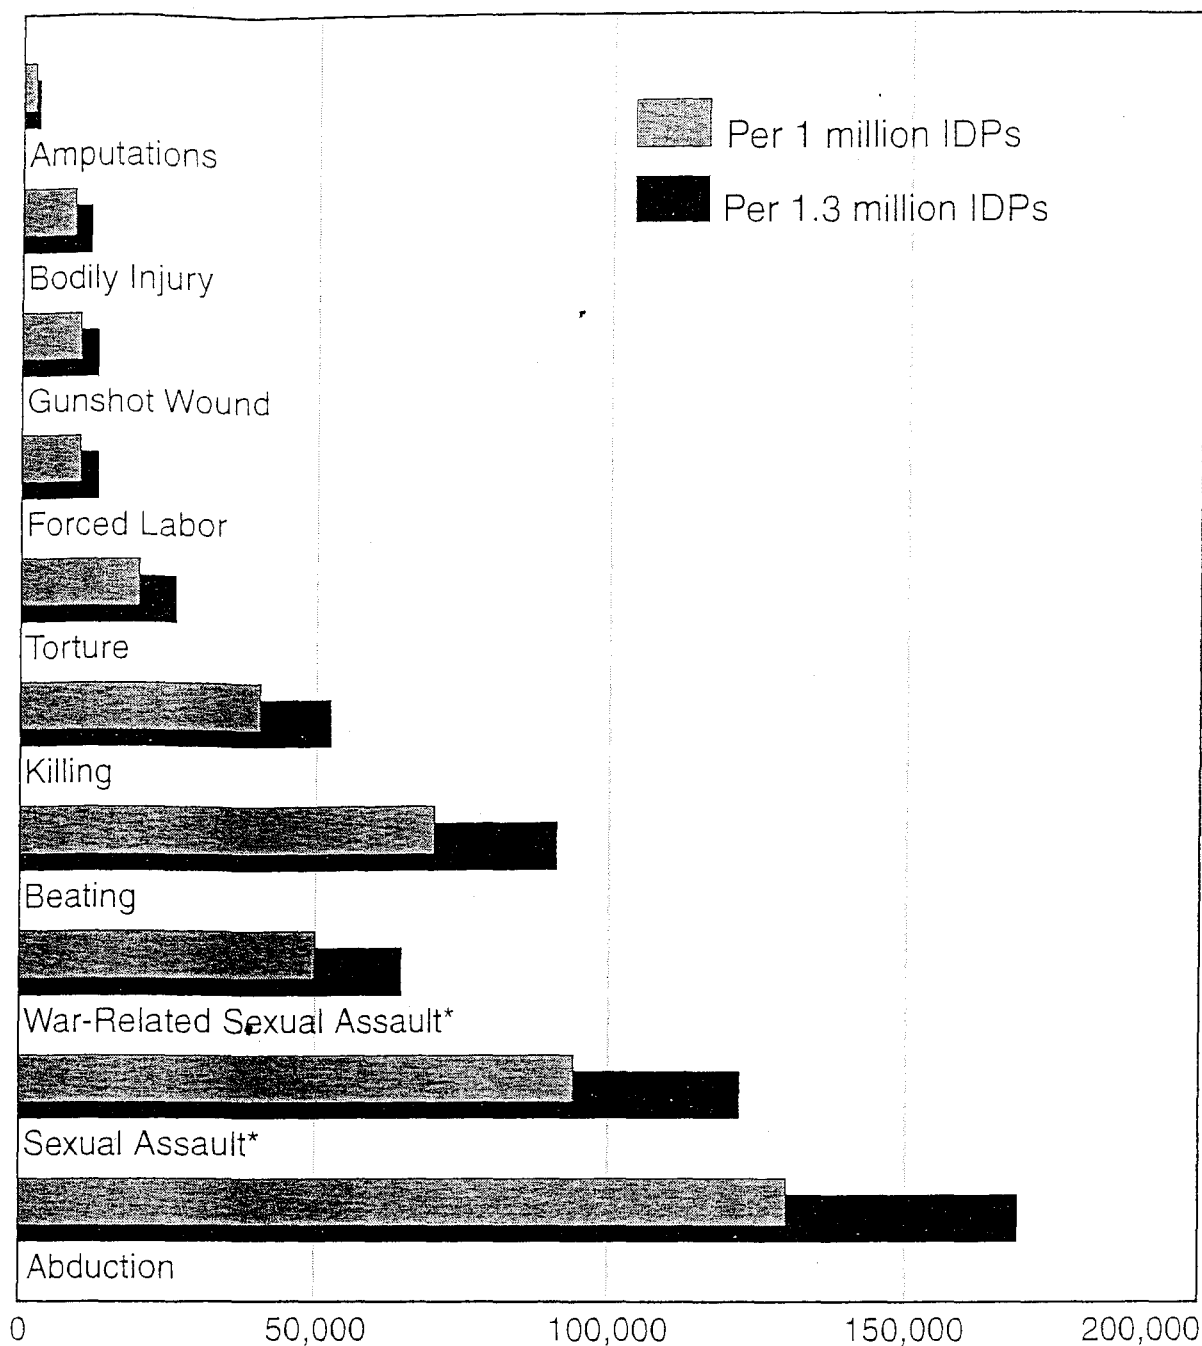 Per 1 million IDPs
Per 1.3 million IDPs
Amputations
Bodily Injury
Gunshot Wound
Forced Labor
Torture
Killing
Beating
War-Related Sexual Assault*
Sexual Assault*
Abduction
0 50,000 100,000 150,000 200,000